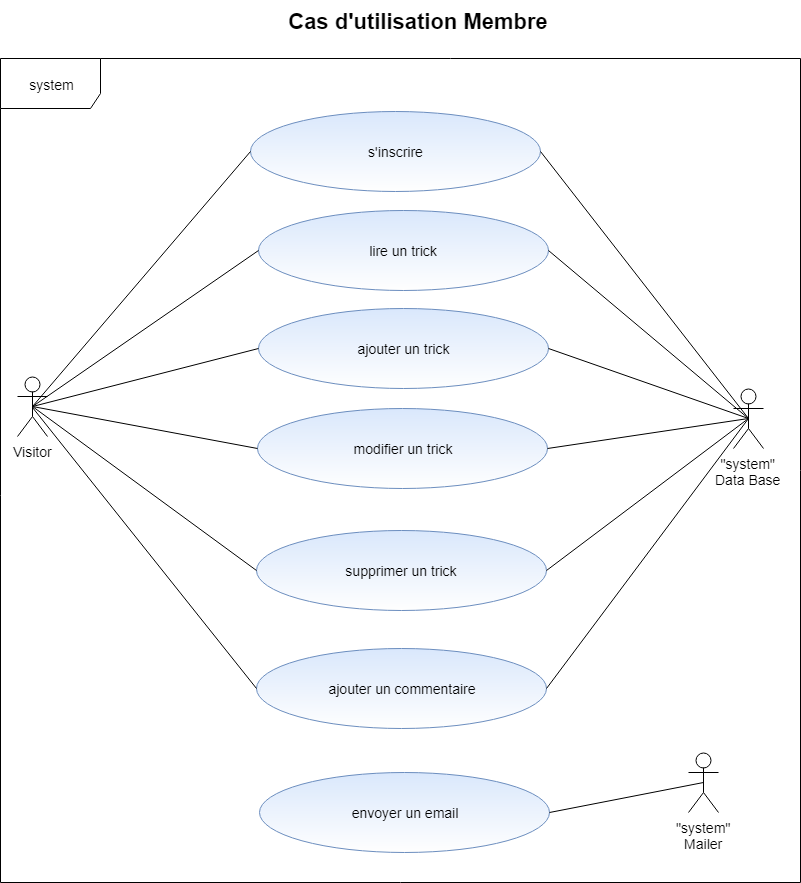 Cas d'utilisation Membre
system
s'inscrire
lire un trick
ajouter un trick
modifier un trick
Visitor
"system"
Data Base
supprimer un trick
ajouter un commentaire
envoyer un email
"system"
Mailer